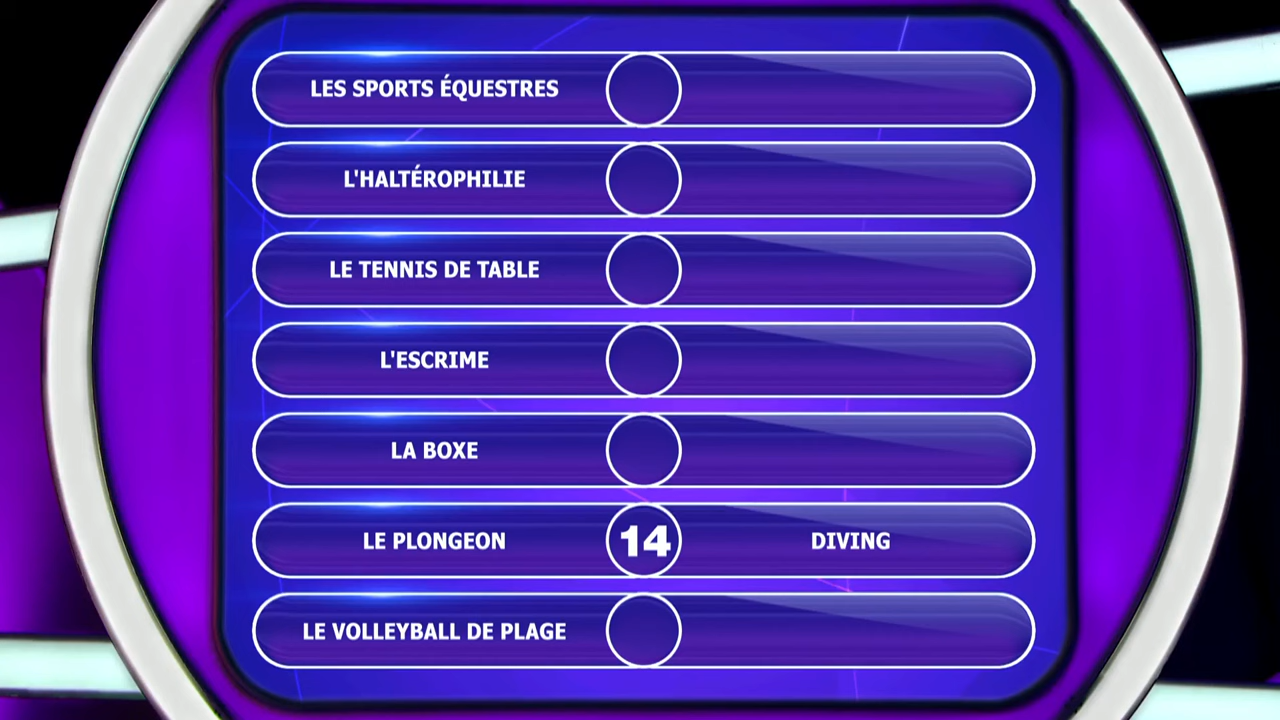 LES SPORTS ÉQUESTRES
L'HALTÉROPHILIE
LE TENNIS DE TABLE
L'ESCRIME
LA BOXE
LE PLONGEON 14 DIVING
LE VOLLEYBALL DE PLAGE